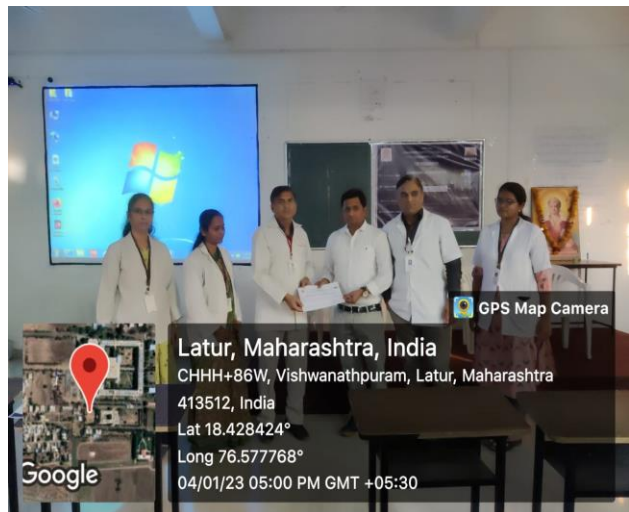 GPS Map Camera
Latur, Maharashtra, India
CHHH+86W, Vishwanathpuram, Latur, Maharashtra
413512, India
Lat 18.428424°
Long 76.577768°
04/01/23 05:00 PM GMT +05:30
Google